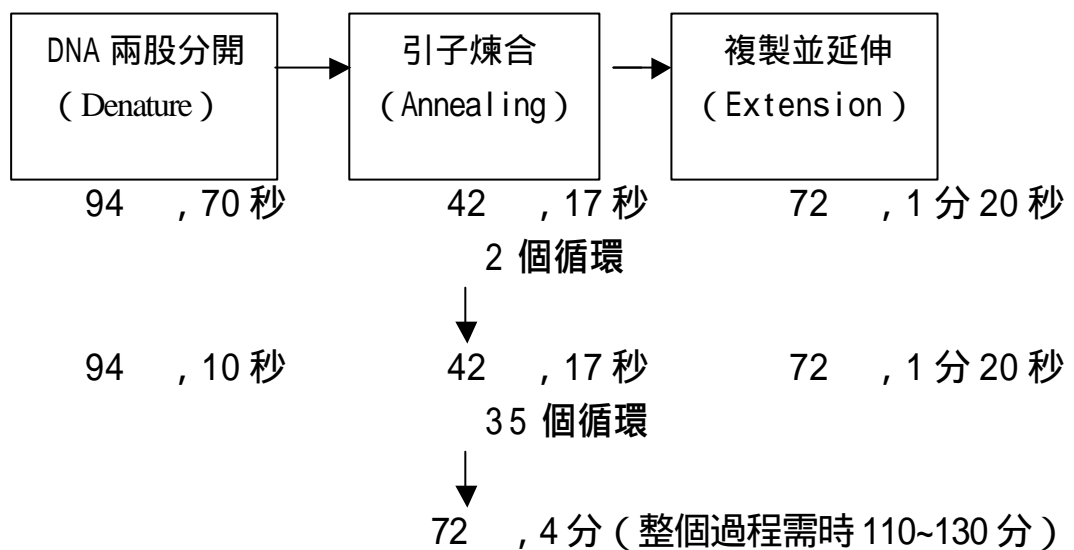 DNA 兩股分開 引子煉合 複製並延伸
（Denature） （Annealing） （Extension）
94 ，70 秒 42 ，17 秒 72 ，1 分 20 秒
2 個循環
94 ，10 秒 42 ，17 秒 72 ，1 分 20 秒
35 個循環
72 ，4 分（整個過程需時 110~130 分）